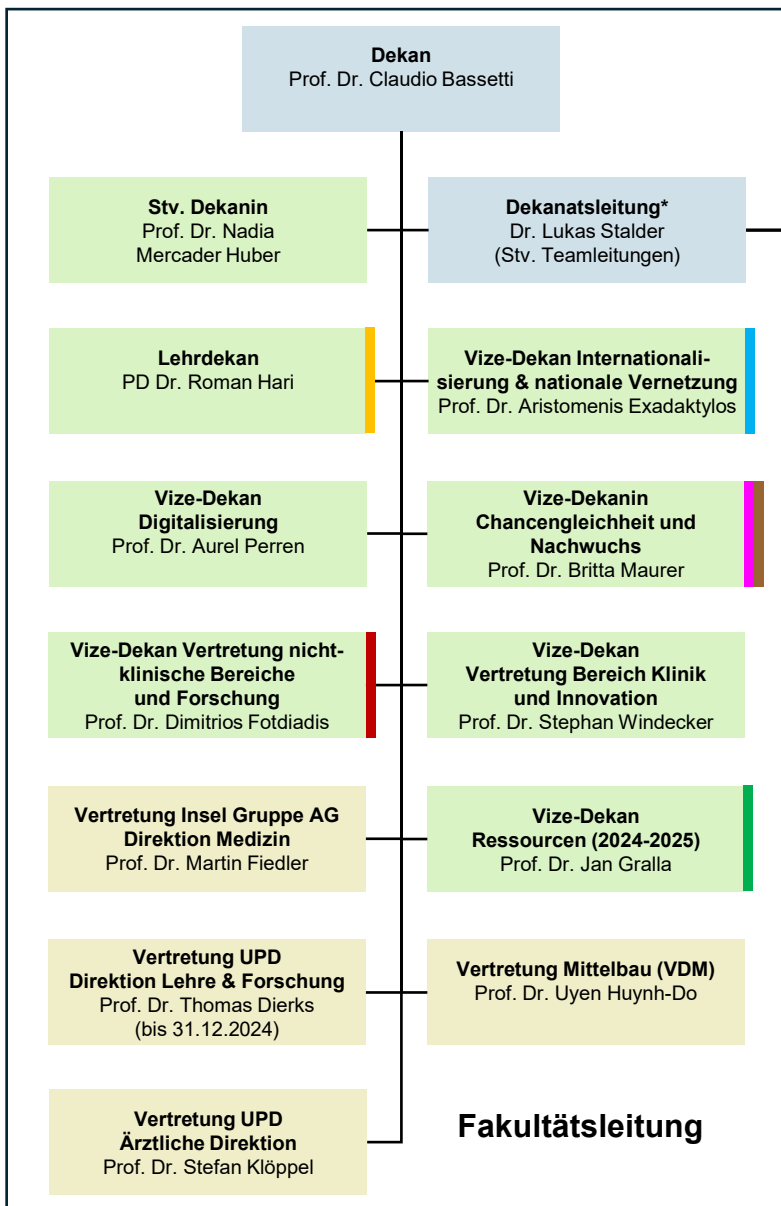 Dekan
Prof. Dr. Claudio Bassetti
Stv. Dekanin
Prof. Dr. Nadia
Mercader Huber
Dekanatsleitung*
Dr. Lukas Stalder
(Stv. Teamleitungen)
Lehrdekan
PD Dr. Roman Hari
Vize-Dekan Internationali-
sierung & nationale Vernetzung
Prof. Dr. Aristomenis Exadaktylos
Vize-Dekan
Digitalisierung
Prof. Dr. Aurel Perren
Vize-Dekanin
Chancengleichheit und
Nachwuchs
Prof. Dr. Britta Maurer
Vize-Dekan Vertretung nicht-
klinische Bereiche
und Forschung
Prof. Dr. Dimitrios Fotdiadis
Vize-Dekan
Vertretung Bereich Klinik
und Innovation
Prof. Dr. Stephan Windecker
Vertretung Insel Gruppe AG
Direktion Medizin
Prof. Dr. Martin Fiedler
Vize-Dekan
Ressourcen (2024-2025)
Prof. Dr. Jan Gralla
Vertretung UPD
Direktion Lehre & Forschung
Prof. Dr. Thomas Dierks
(bis 31.12.2024)
Vertretung Mittelbau (VDM)
Prof. Dr. Uyen Huynh-Do
Vertretung UPD
Ärztliche Direktion
Prof. Dr. Stefan Klöppel
Fakultätsleitung